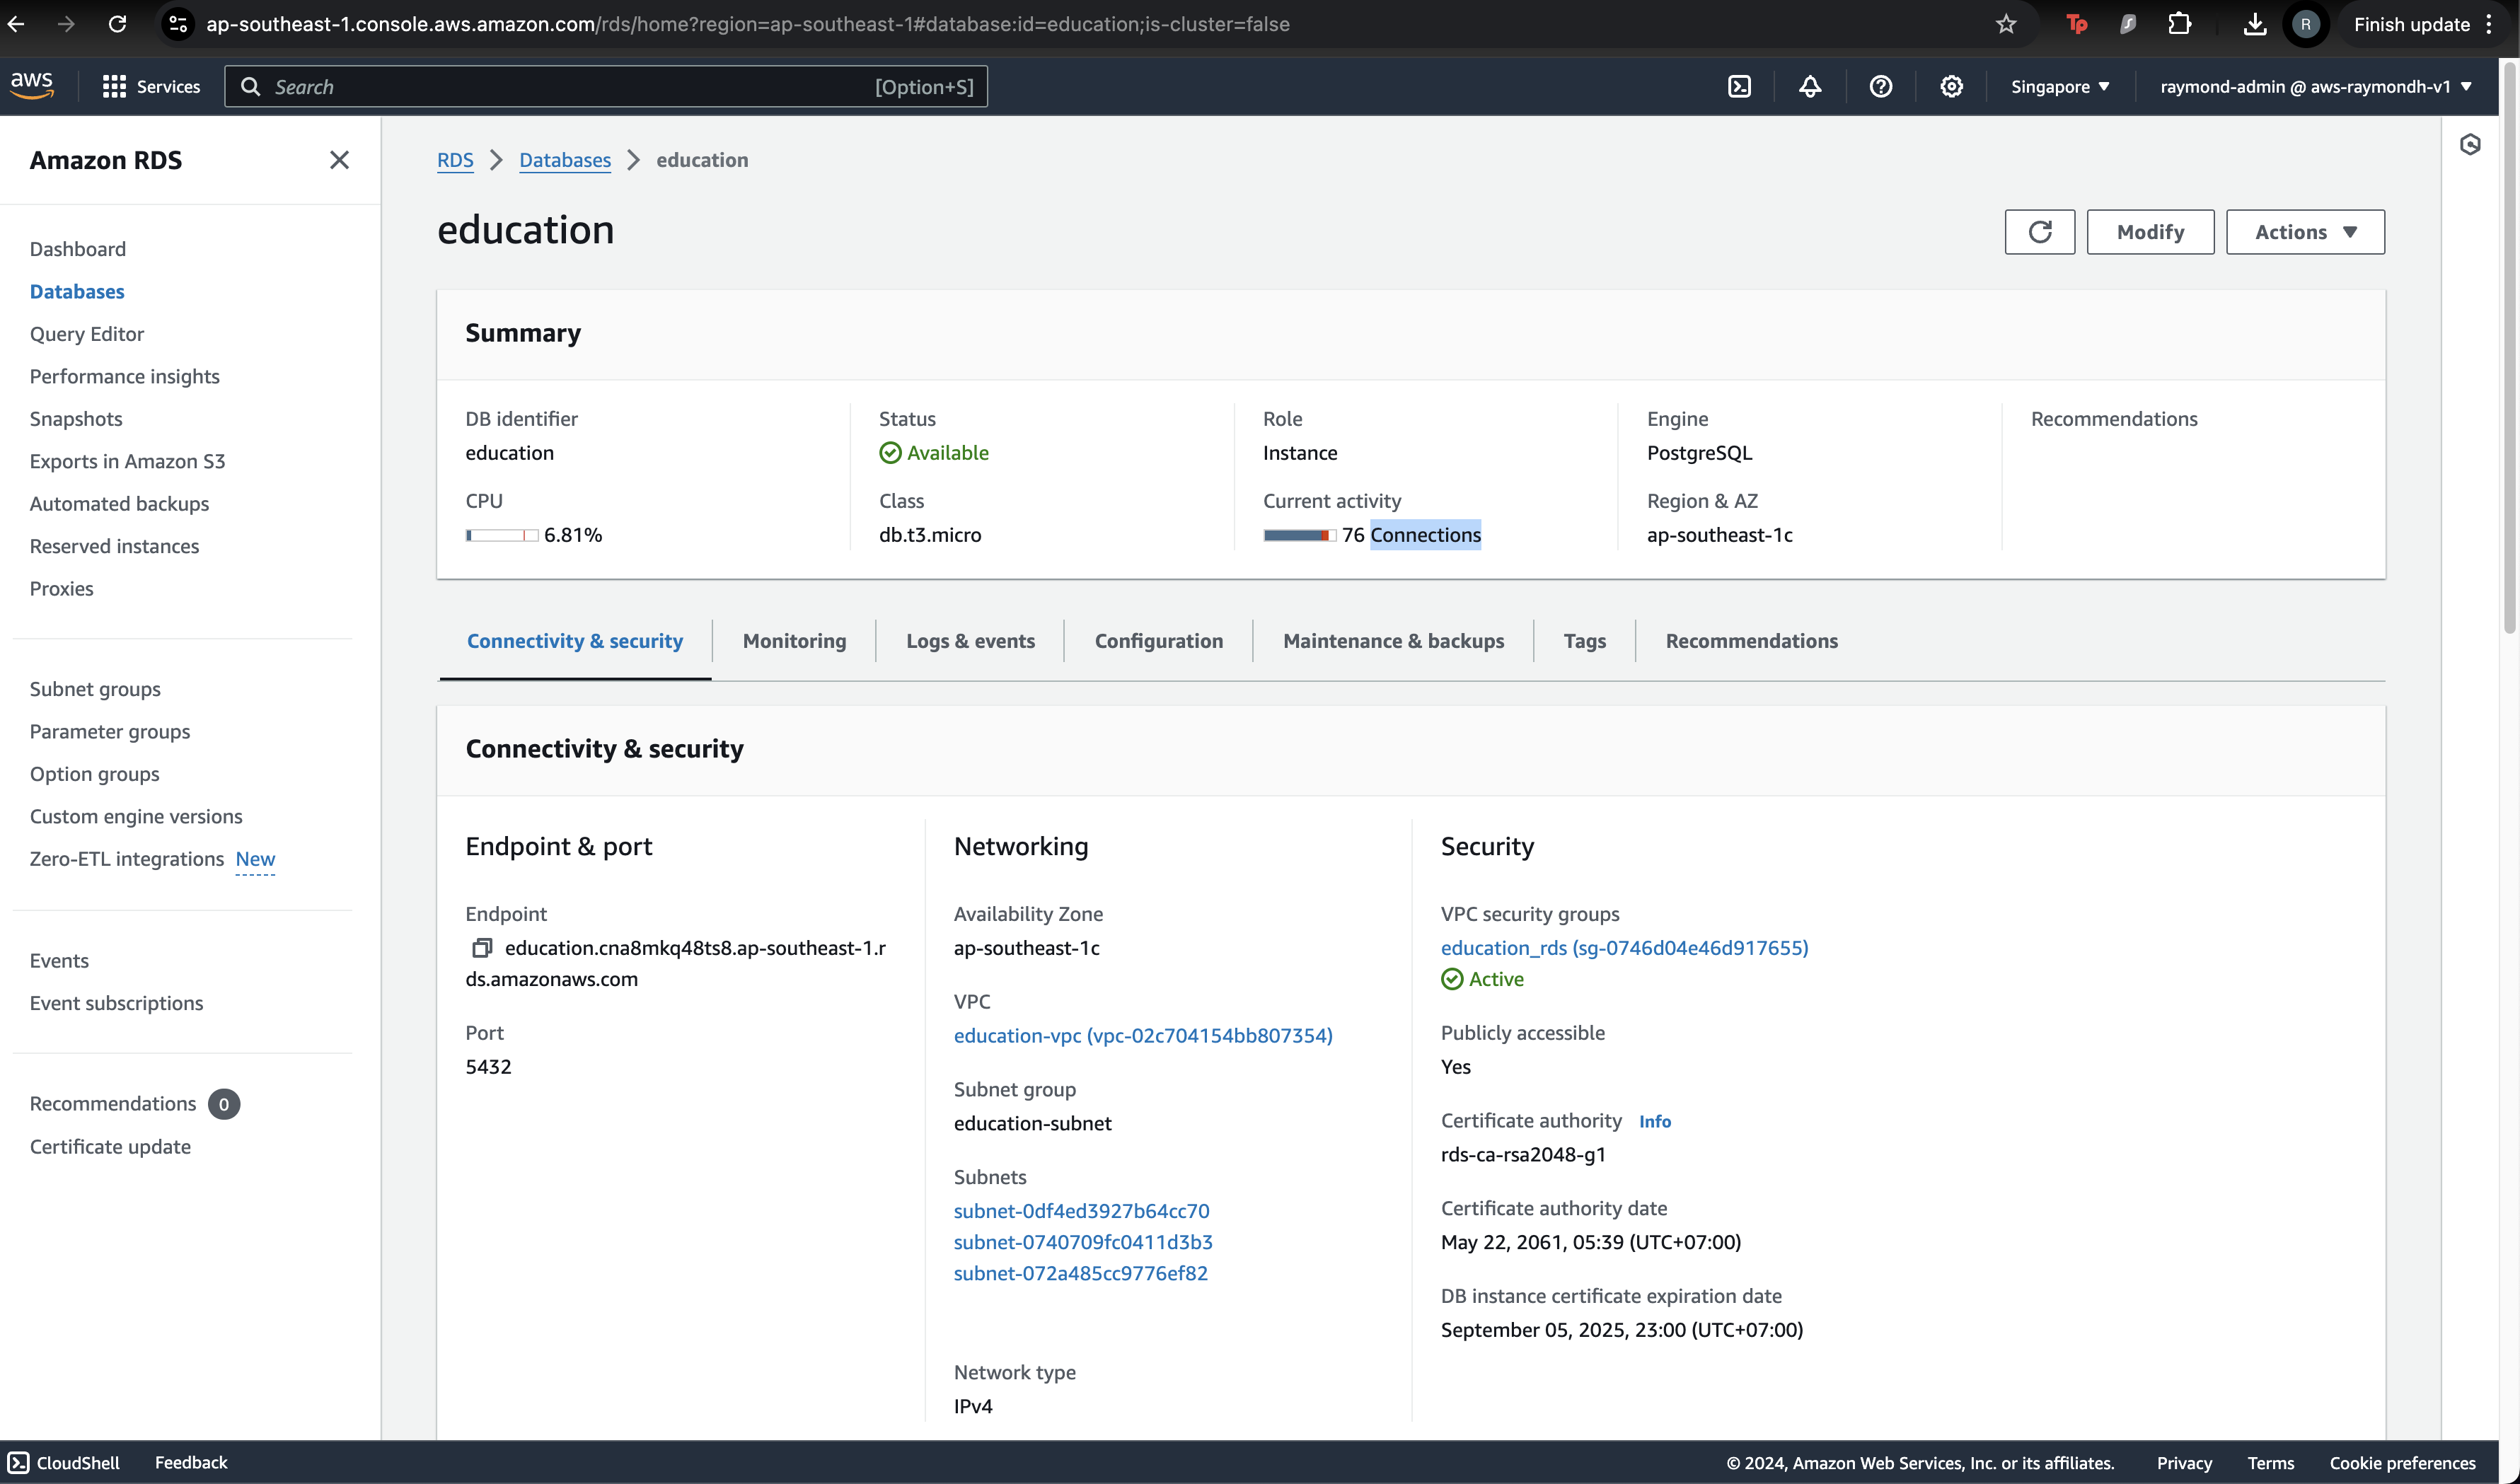 ap-southeast-1.console.aws.amazon.com/rds/home?region=ap-southeast-1#database:id=education;is-cluster=false
Tp
R
Finish update
aws
Services
Search
[Option+S]
Singapore
raymond-admin @ aws-raymondh-v1
Amazon RDS
Dashboard
Databases
Query Editor
Performance insights
Snapshots
Exports in Amazon S3
Automated backups
Reserved instances
Proxies
Subnet groups
Parameter groups
Option groups
Custom engine versions
Zero-ETL integrations New
Events
Event subscriptions
Recommendations 0
Certificate update
RDS > Databases > education
education
Modify
Actions
Summary
DB identifier
education
CPU
6.81%
Status
Available
Class
db.t3.micro
Role
Instance
Current activity
76 Connections
Engine
PostgreSQL
Region & AZ
ap-southeast-1c
Recommendations
Connectivity & security
Monitoring
Logs & events
Configuration
Maintenance & backups
Tags
Recommendations
Connectivity & security
Endpoint & port
Endpoint
education.cna8mkq48ts8.ap-southeast-1.r
ds.amazonaws.com
Port
5432
Networking
Availability Zone
ap-southeast-1c
VPC
education-vpc (vpc-02c704154bb807354)
Subnet group
education-subnet
Subnets
subnet-0df4ed3927b64cc70
subnet-0740709fc0411d3b3
subnet-072a485cc9776ef82
Network type
IPv4
Security
VPC security groups
education_rds (sg-0746d04e46d917655)
Active
Publicly accessible
Yes
Certificate authority Info
rds-ca-rsa2048-g1
Certificate authority date
May 22, 2061, 05:39 (UTC+07:00)
DB instance certificate expiration date
September 05, 2025, 23:00 (UTC+07:00)
CloudShell
Feedback
© 2024, Amazon Web Services, Inc. or its affiliates.
Privacy
Terms
Cookie preferences